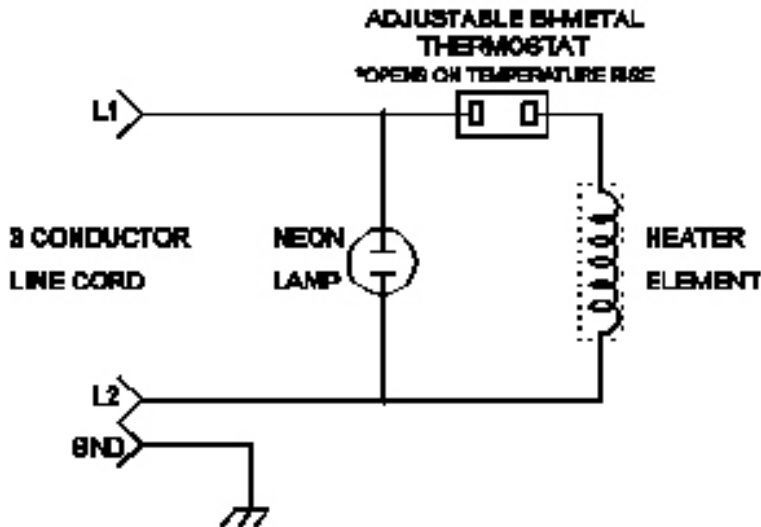 ADJUSTABLE BI-METAL
THERMOSTAT
*OPENS ON TEMPERATURE RISE
L1
3 CONDUCTOR
LINE CORD
NEON
LAMP
HEATER
ELEMENT
L2
GND